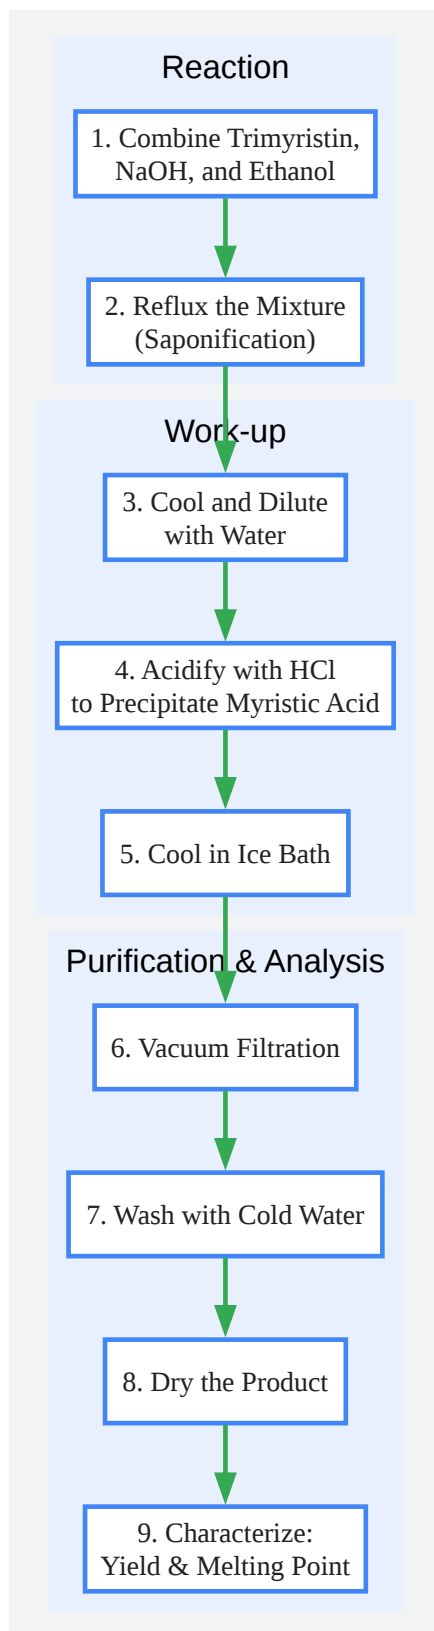 Reaction
1. Combine Trimyristin,
NaOH, and Ethanol
2. Reflux the Mixture
(Saponification)
Work-up
3. Cool and Dilute
with Water
4. Acidify with HCl
to Precipitate Myristic Acid
5. Cool in Ice Bath
Purification & Analysis
6. Vacuum Filtration
7. Wash with Cold Water
8. Dry the Product
9. Characterize:
Yield & Melting Point